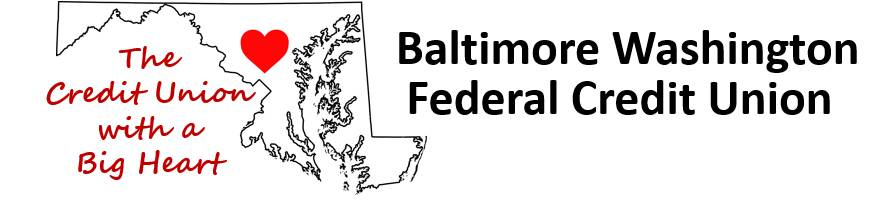 The
Credit Union
with a
Big Heart
Baltimore Washington
Federal Credit Union